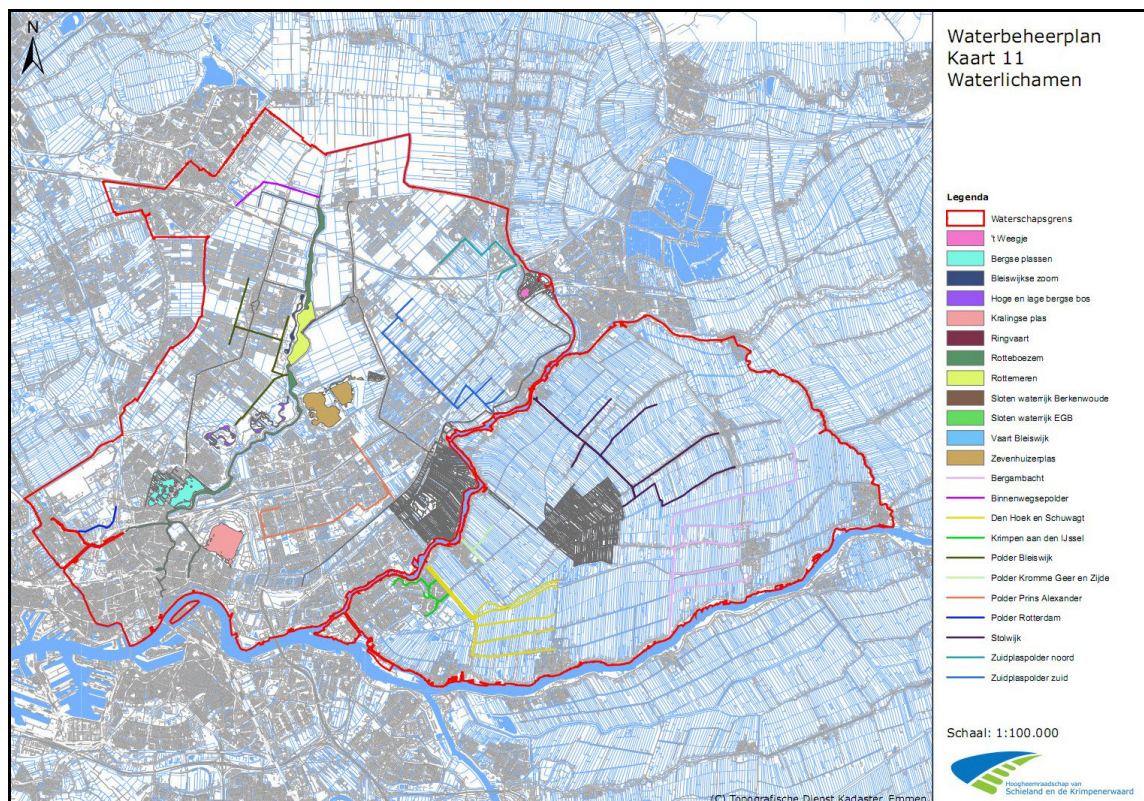 N
Waterbeheerplan
Kaart 11
Waterlichamen
Legenda
Waterschapsgrens
't Weegje
Bergse plassen
Bleiswijkse zoom
Hoge en lage bergse bos
Kralingse plas
Ringvaart
Rotteboezem
Rottemeren
Sloten waterrijk Berkenwoude
Sloten waterrijk EGB
Vaart Bleiswijk
Zevenhuizerplas
Bergambacht
Binnenwegsepolder
Den Hoek en Schuwagt
Krimpen aan den IJssel
Polder Bleiswijk
Polder Kromme Geer en Zijde
Polder Prins Alexander
Polder Rotterdam
Stolwijk
Zuidplaspolder noord
Zuidplaspolder zuid
Schaal: 1:100.000
Hoogheemraadschap van
Schieland en de Krimpenerwaard
(C) Topografische Dienst Kadaster, Emmen